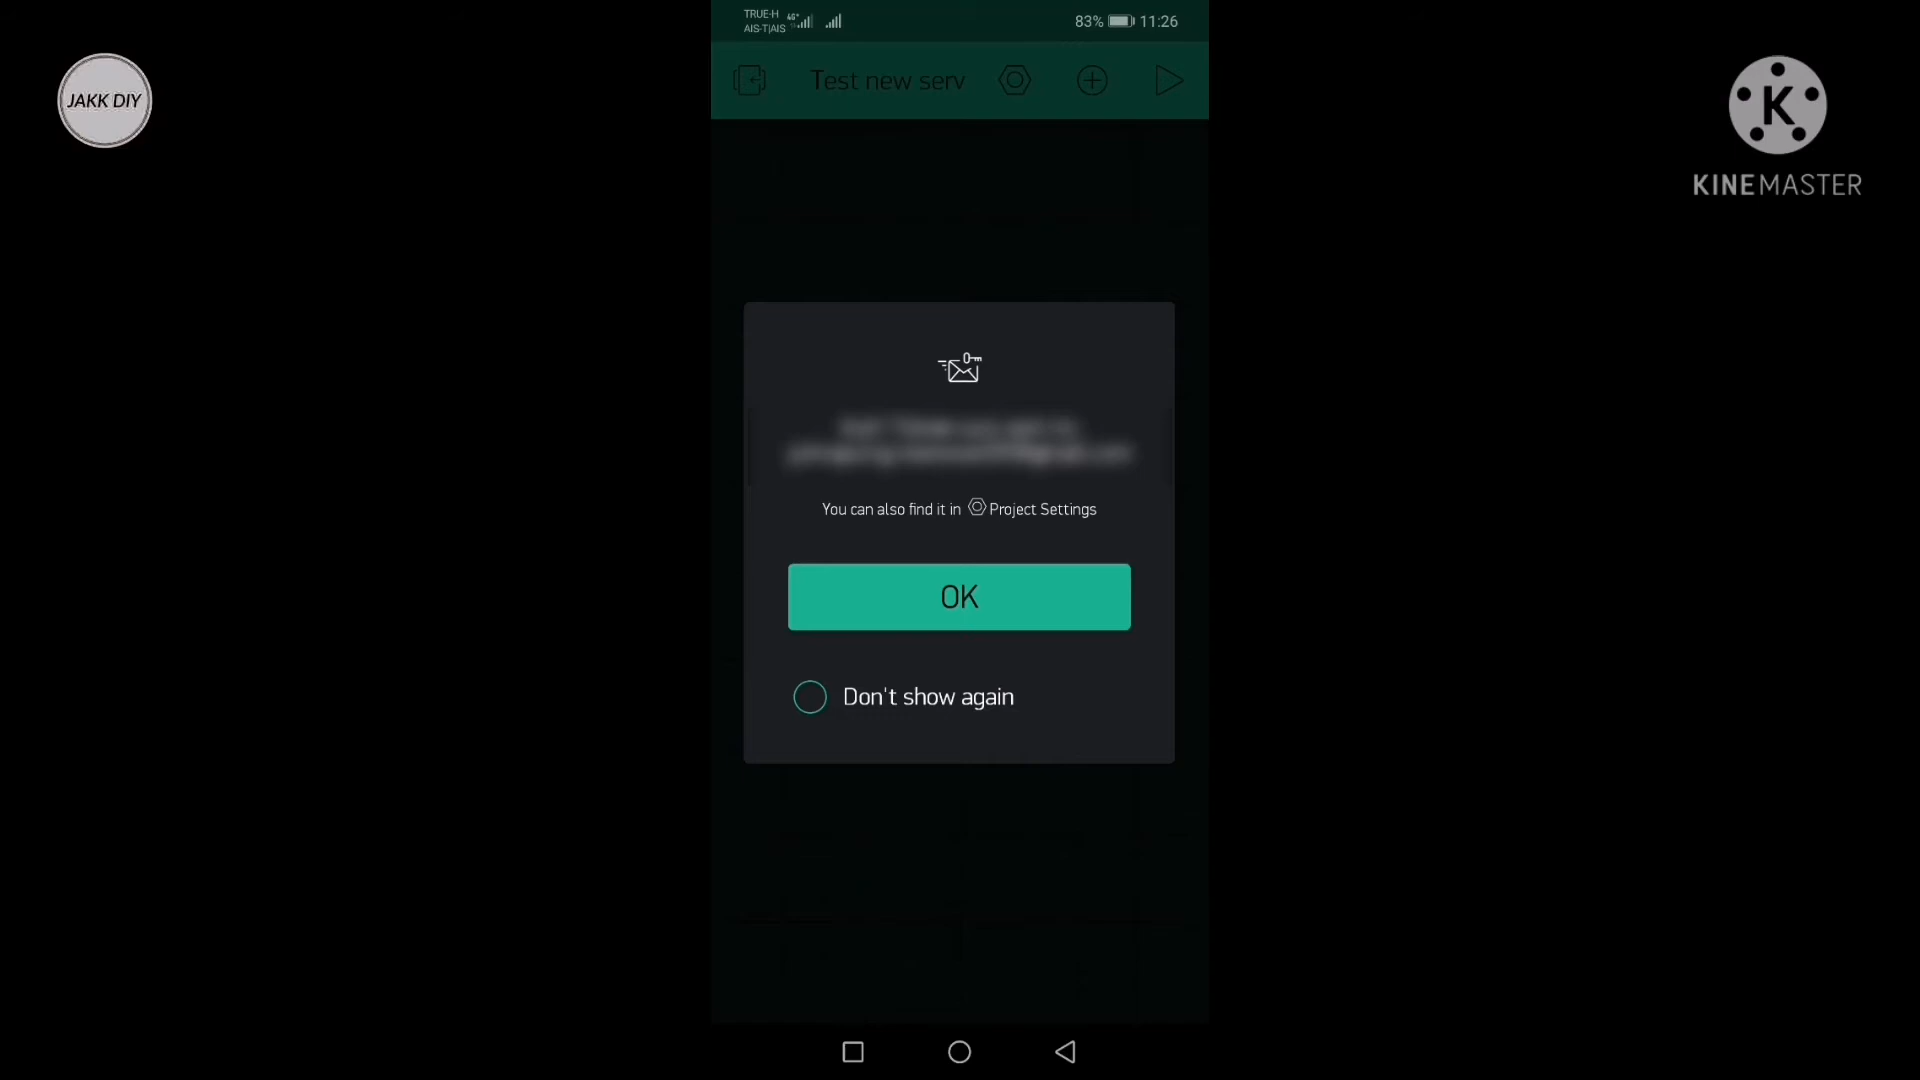 TRUE-H
AIS-T|AIS
4G+
83%
11:26
JAKK DIY
Test new serv
K
KINEMASTER
You can also find it in Project Settings
OK
Don't show again